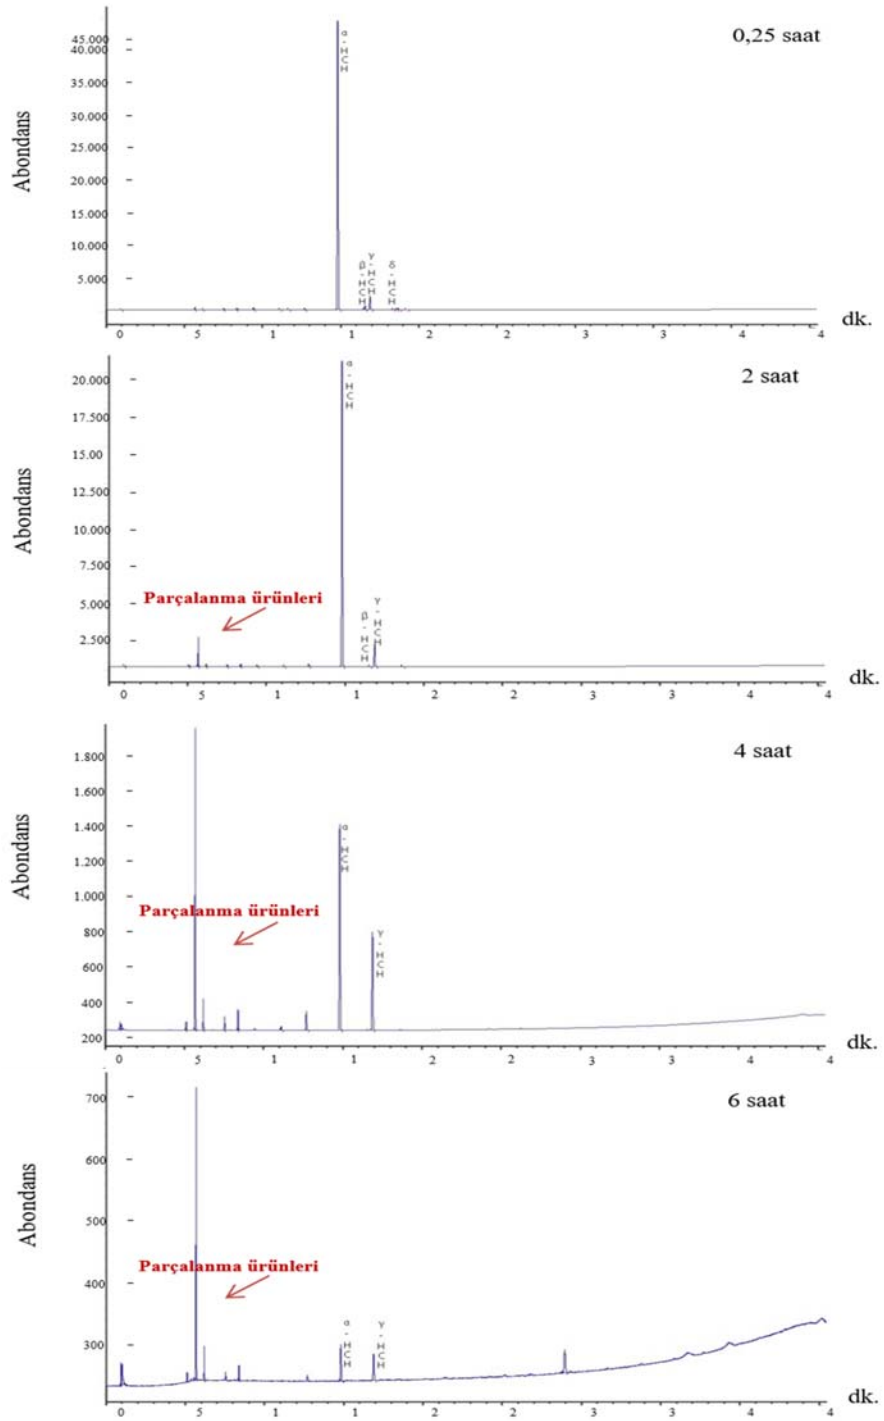 0,25 saat
Abondans
45.000
40.000
35.000
30.000
25.000
20.000
15.000
10.000
5.000
α-HCH
β-HCH
γ-HCH
δ-HCH
0 5 1 1 2 2 3 3 4 4
dk.
2 saat
Abondans
20.000
17.500
15.00
12.500
10.000
7.500
5.000
2.500
Parçalanma ürünleri
α-HCH
β-HCH
γ-HCH
0 5 1 1 2 2 3 3 4 4
dk.
4 saat
Abondans
1.800
1.600
1.400
1.200
1.000
800
600
400
200
Parçalanma ürünleri
α-HCH
γ-HCH
0 5 1 1 2 2 3 3 4 4
dk.
6 saat
Abondans
700
600
500
400
300
Parçalanma ürünleri
α-HCH
γ-HCH
0 5 1 1 2 2 3 3 4 4
dk.